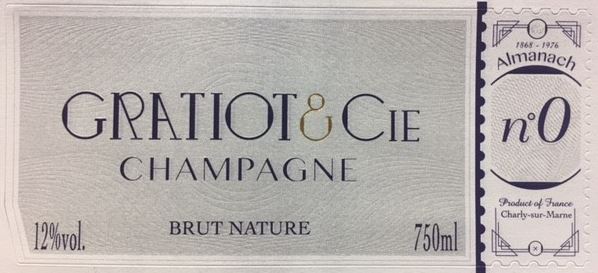 GRATIOT & CIE
CHAMPAGNE
BRUT NATURE
12%vol.
750ml
1868 - 1976
Almanach
n°0
Product of France
Charly-sur-Marne